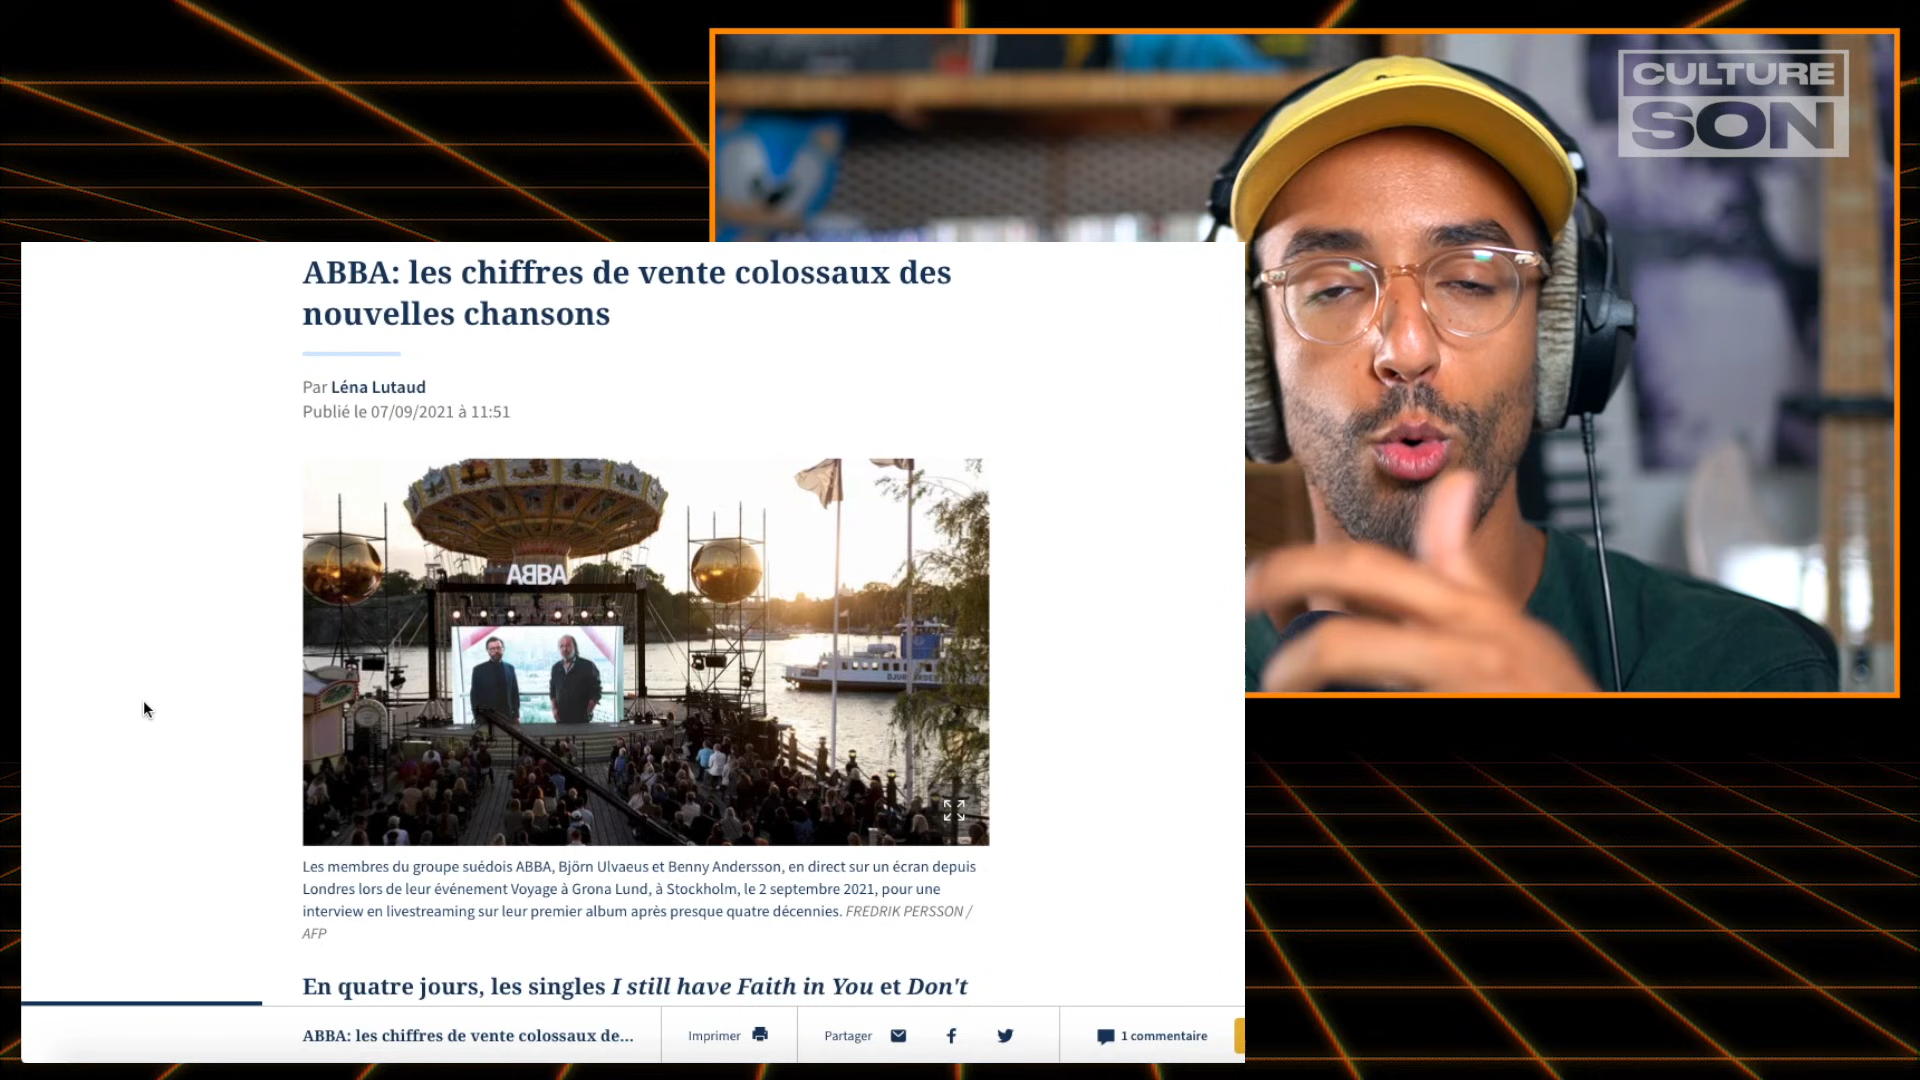 CULTURE
SON
ABBA: les chiffres de vente colossaux des
nouvelles chansons
Par Léna Lutaud
Publié le 07/09/2021 à 11:51
ABBA
DJURGÅRDEN
Les membres du groupe suédois ABBA, Björn Ulvaeus et Benny Andersson, en direct sur un écran depuis
Londres lors de leur événement Voyage à Grona Lund, à Stockholm, le 2 septembre 2021, pour une
interview en livestreaming sur leur premier album après presque quatre décennies. FREDRIK PERSSON /
AFP
En quatre jours, les singles I still have Faith in You et Don't
ABBA: les chiffres de vente colossaux de...
Imprimer
Partager
1 commentaire